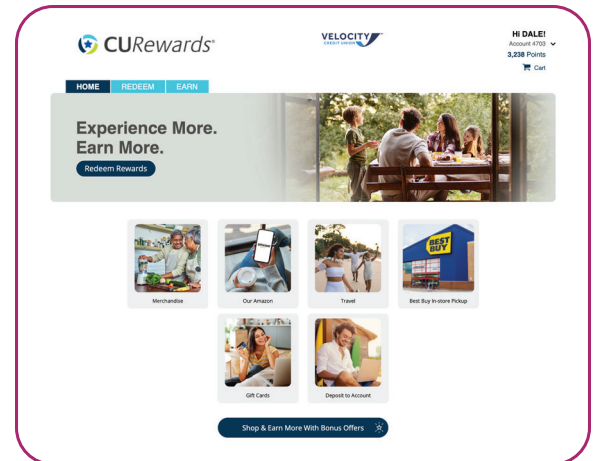 CURewards®
VELOCITY
CREDIT UNION
Hi DALE!
Account 4703
3,238 Points
Cart
HOME
REDEEM
EARN
Experience More.
Earn More.
Redeem Rewards
BEST
BUY
Merchandise
Our Amazon
Travel
Best Buy In-store Pickup
Gift Cards
Deposit to Account
Shop & Earn More With Bonus Offers